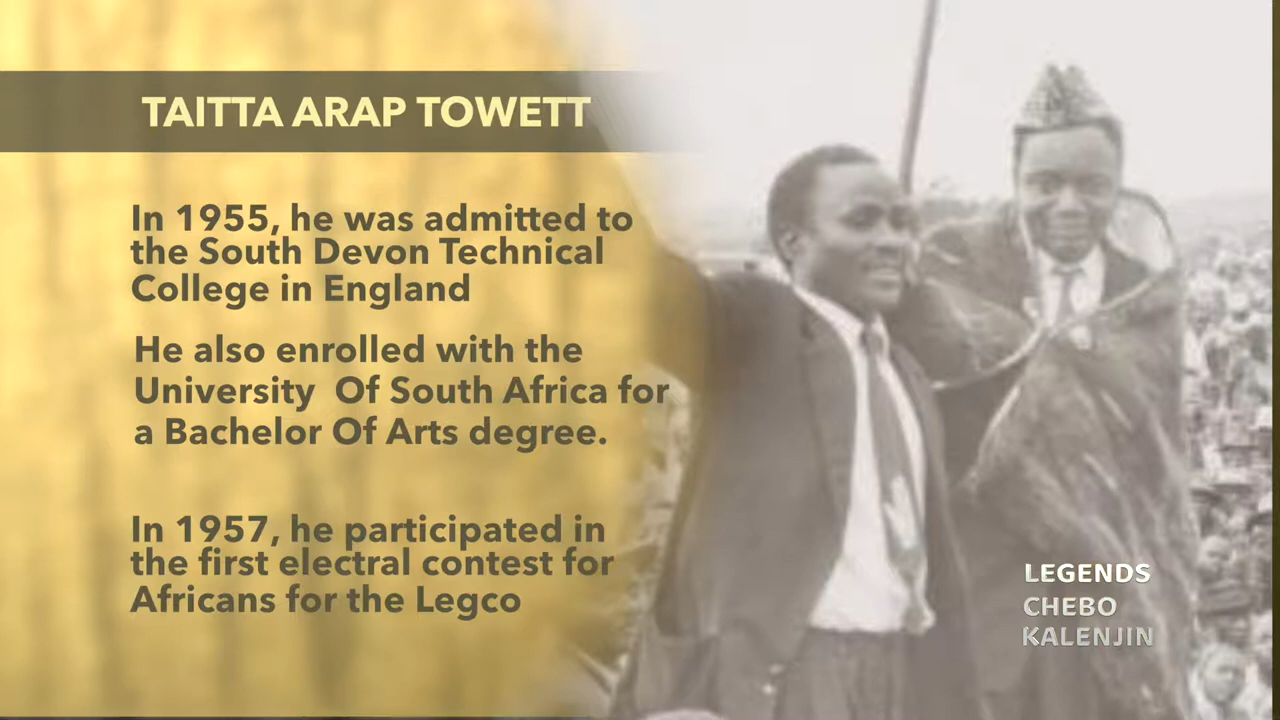 TAITTA ARAP TOWETT
In 1955, he was admitted to
the South Devon Technical
College in England
He also enrolled with the
University Of South Africa for
a Bachelor Of Arts degree.
In 1957, he participated in
the first electral contest for
Africans for the Legco
LEGENDS
CHEBO
KALENJIN